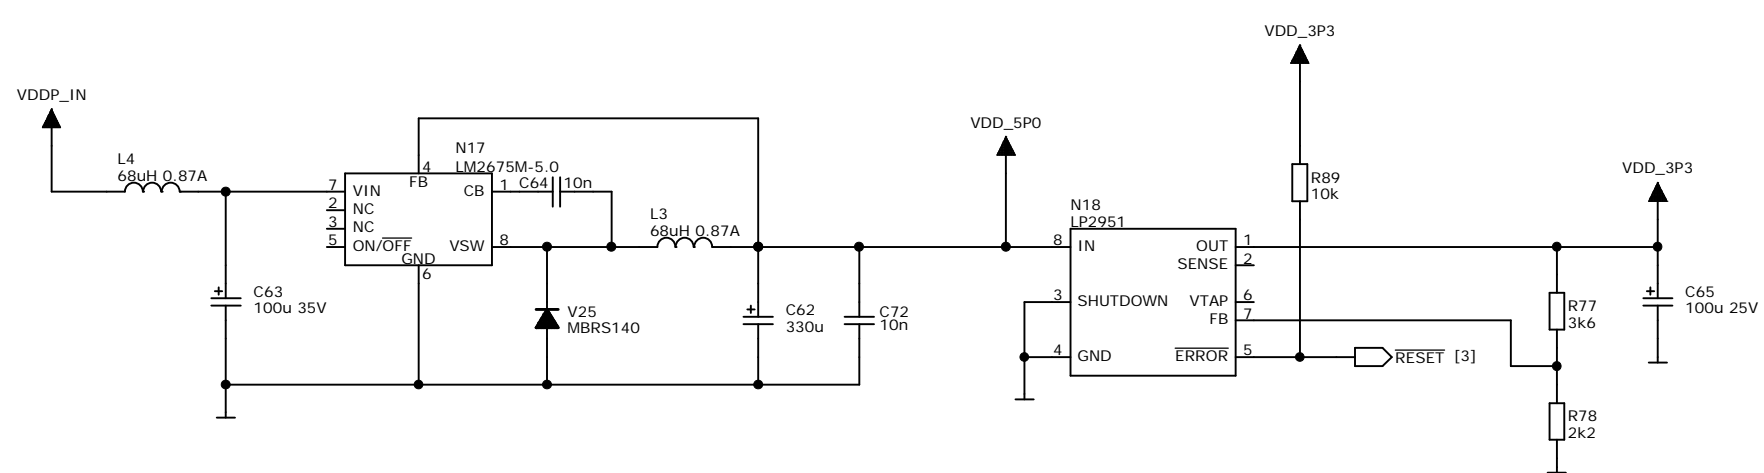 VDD_3P3
VDDP_IN
VDD_5P0
VDD_3P3
L4
68uH 0.87A
N17
LM2675M-5.0
4
FB
7 VIN
2 NC
3 NC
5 ON/OFF
GND
6
CB 1
VSW 8
C64 10n
L3
68uH 0.87A
C63
100u 35V
V25
MBRS140
C62
330u
C72
10n
N18
LP2951
8 IN
3 SHUTDOWN
4 GND
OUT 1
SENSE 2
VTAP 6
FB 7
ERROR 5
R89
10k
RESET [3]
R77
3k6
R78
2k2
C65
100u 25V